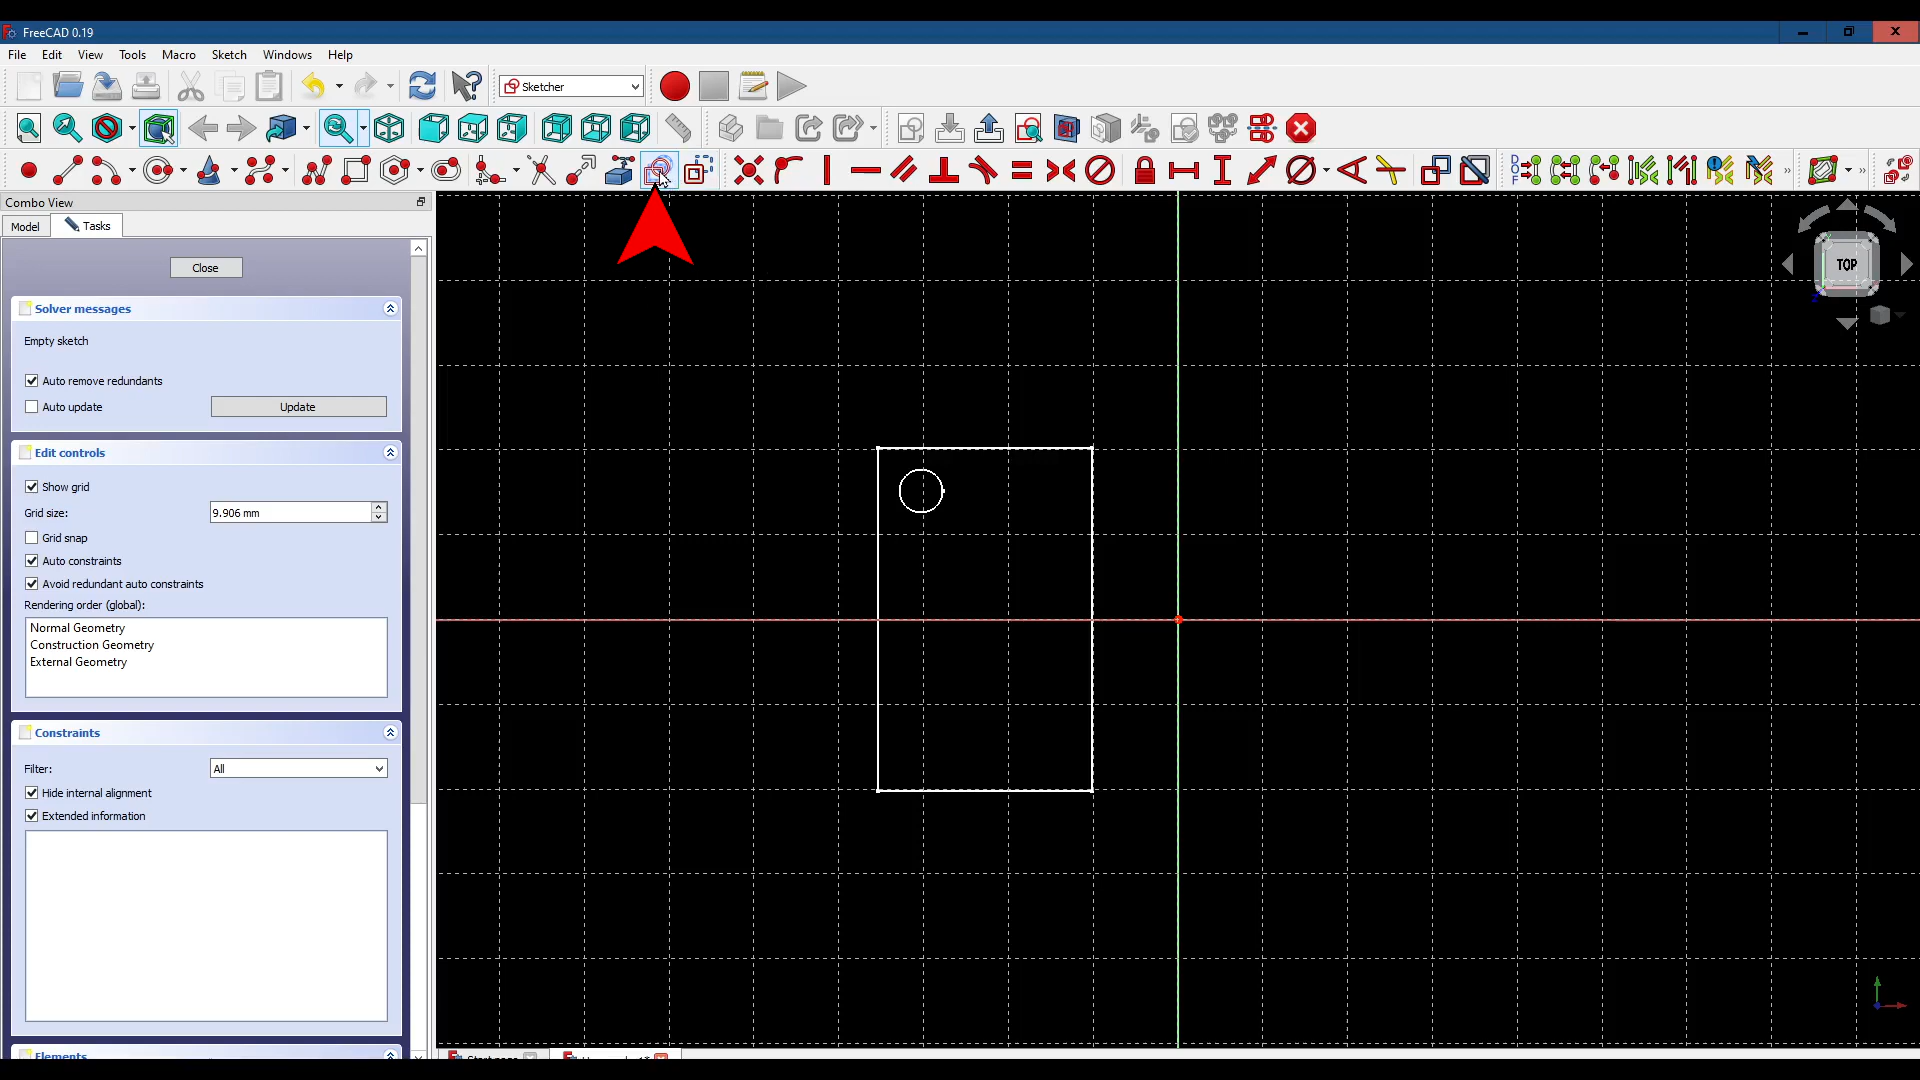 FreeCAD 0.19
File Edit View Tools Macro Sketch Windows Help
Sketcher
Combo View
Model Tasks
TOP
Close
Solver messages
Empty sketch
Auto remove redundants
Auto update Update
Edit controls
Show grid
Grid size: 9.906 mm
Grid snap
Auto constraints
Avoid redundant auto constraints
Rendering order (global):
Normal Geometry
Construction Geometry
External Geometry
Constraints
Filter: All
Hide internal alignment
Extended information
Elements